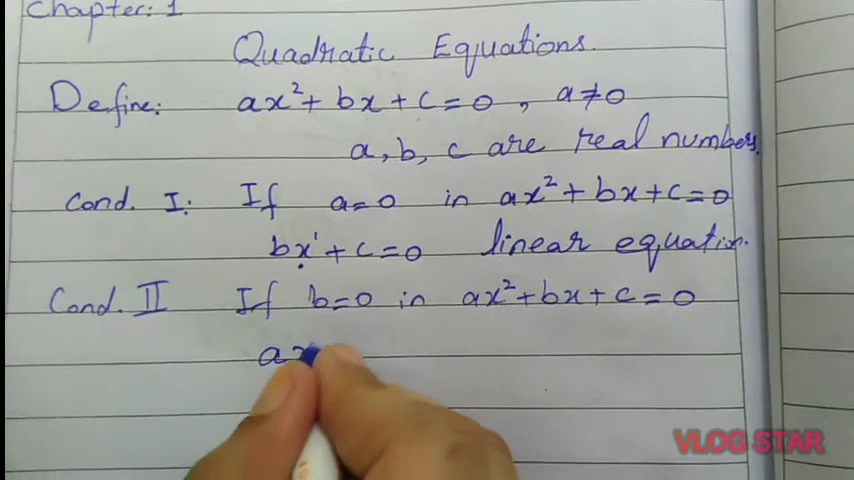 Chapter: 1
Quadratic Equations.
Define: ax² + bx + c = 0 , a ≠ 0
a, b, c are real numbers.
Cond. I: If a = 0 in ax² + bx + c = 0
bx¹ + c = 0 linear equation.
Cond. II If b = 0 in ax² + bx + c = 0
ax
VLOG STAR